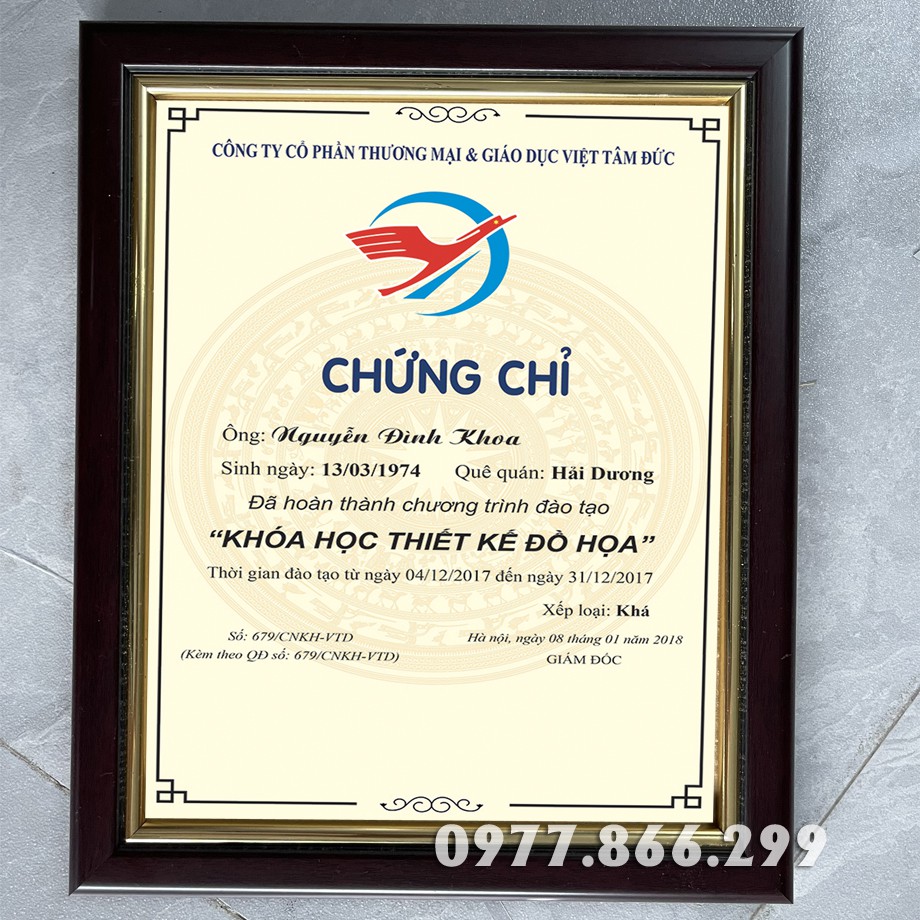 CÔNG TY CỔ PHẦN THƯƠNG MẠI & GIÁO DỤC VIỆT TÂM ĐỨC
CHỨNG CHỈ
Ông: Nguyễn Đình Khoa
Sinh ngày: 13/03/1974 Quê quán: Hải Dương
Đã hoàn thành chương trình đào tạo
“KHÓA HỌC THIẾT KẾ ĐỒ HỌA”
Thời gian đào tạo từ ngày 04/12/2017 đến ngày 31/12/2017
Xếp loại: Khá
Số: 679/CNKH-VTD
(Kèm theo QĐ số: 679/CNKH-VTD)
Hà nội, ngày 08 tháng 01 năm 2018
GIÁM ĐỐC
0977.866.299